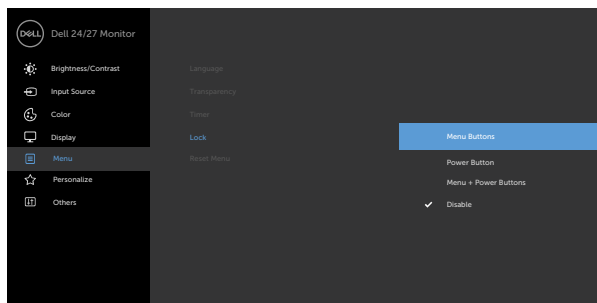 DELL Dell 24/27 Monitor
Brightness/Contrast
Input Source
Color
Display
Menu
Personalize
Others
Language
Transparency
Timer
Lock
Reset Menu
Menu Buttons
Power Button
Menu + Power Buttons
Disable